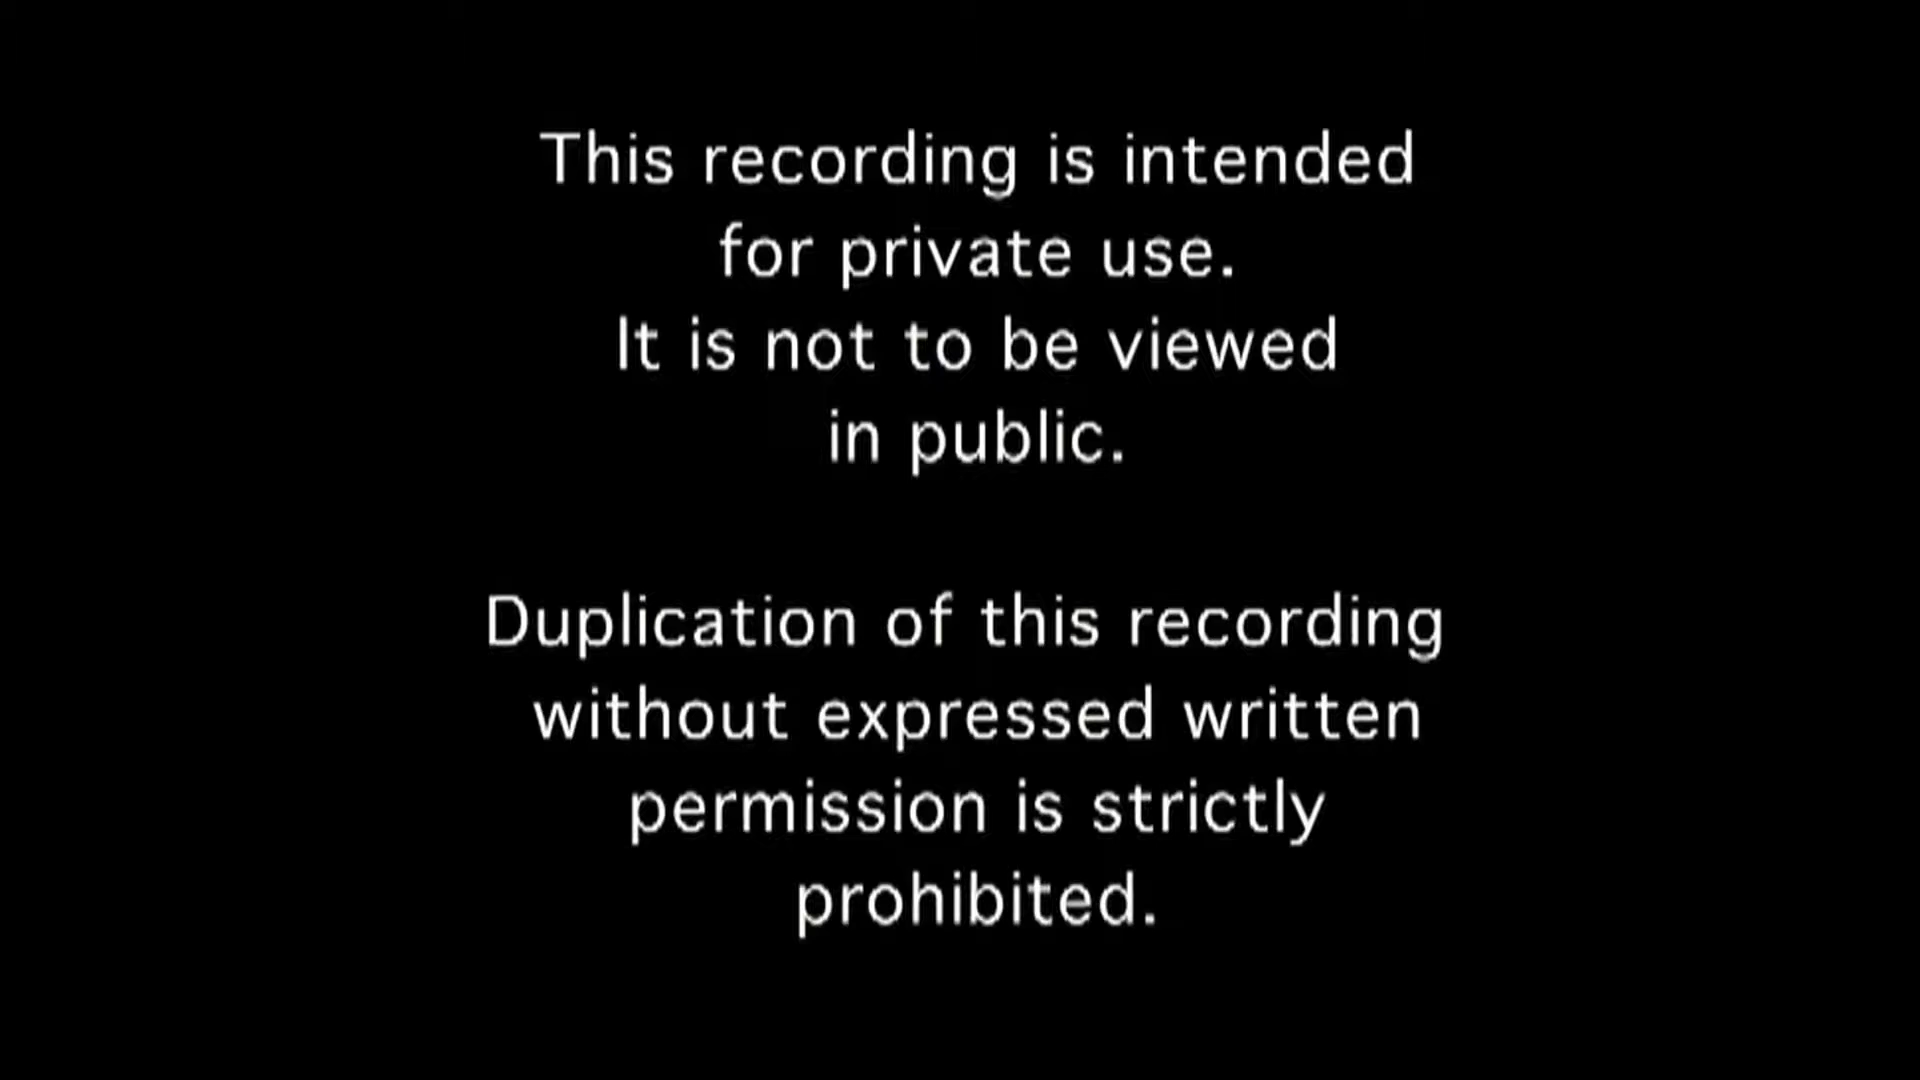 This recording is intended
for private use.
It is not to be viewed
in public.
Duplication of this recording
without expressed written
permission is strictly
prohibited.